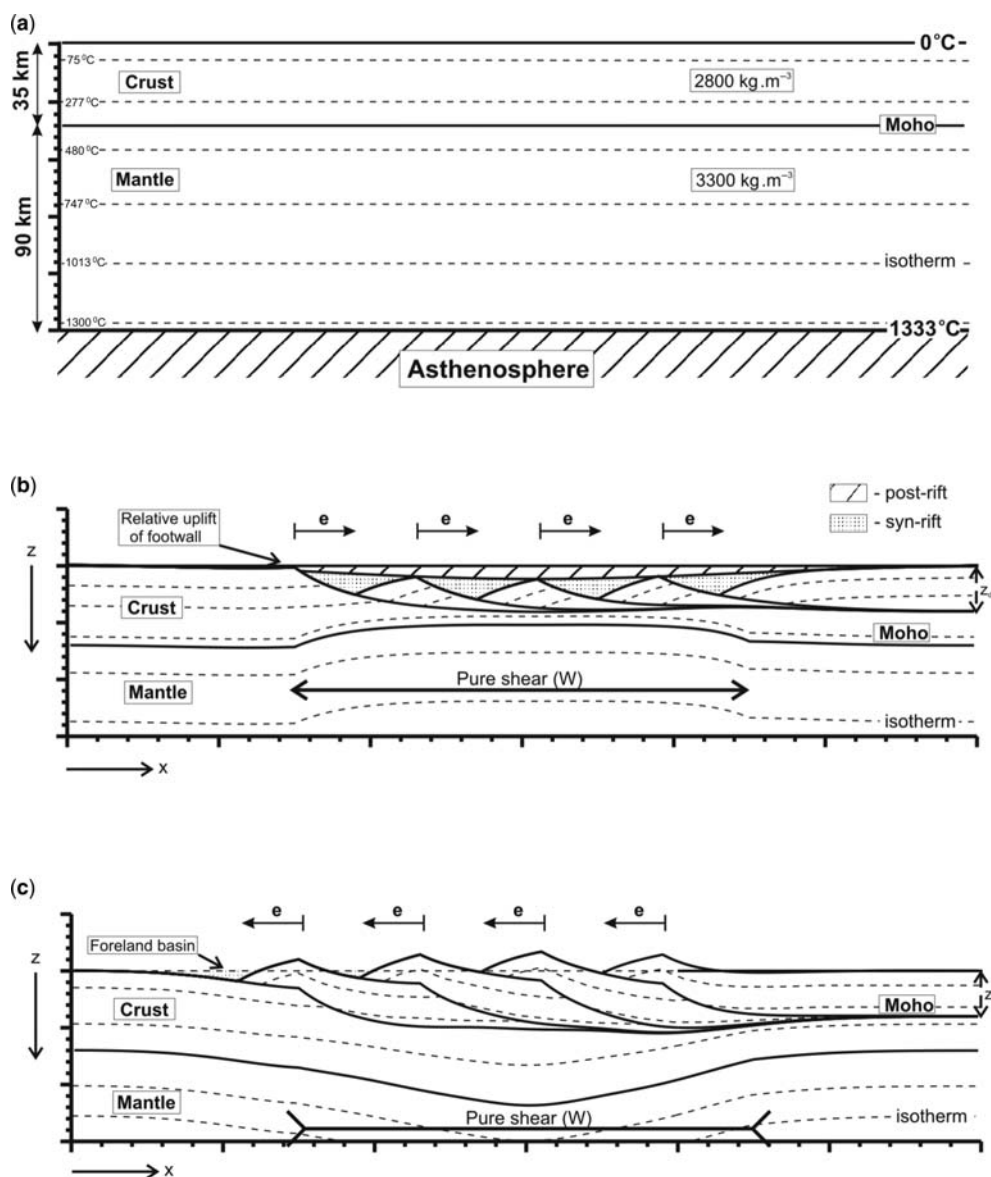 (a)
0°C
75°C
35 km
Crust
2800 kg.m⁻³
277°C
Moho
480°C
Mantle
3300 kg.m⁻³
747°C
90 km
1013°C
isotherm
1300°C
1333°C
Asthenosphere
(b)
- post-rift
Relative uplift
of footwall
e
e
e
e
- syn-rift
z
Crust
Moho
Pure shear (W)
Mantle
isotherm
x
(c)
e
e
e
e
Foreland basin
z
z
Crust
Moho
Mantle
Pure shear (W)
isotherm
x